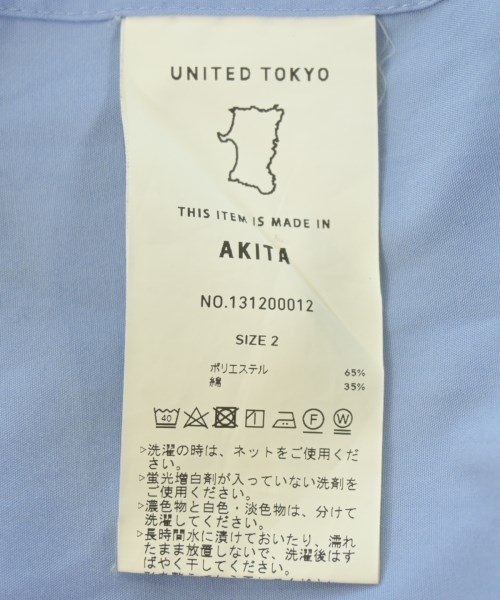 UNITED TOKYO
THIS ITEM IS MADE IN
AKITA
NO.131200012
SIZE 2
ポリエステル 65%
綿 35%
40 F W
>洗濯の時は、ネットをご使用くだ
さい。
>蛍光増白剤が入っていない洗剤を
ご使用ください。
>濃色物と白色・淡色物は、分けて
洗濯してください。
>長時間水に漬けておいたり、濡れ
たまま放置しないで、洗濯後はす
ばやく干してください。